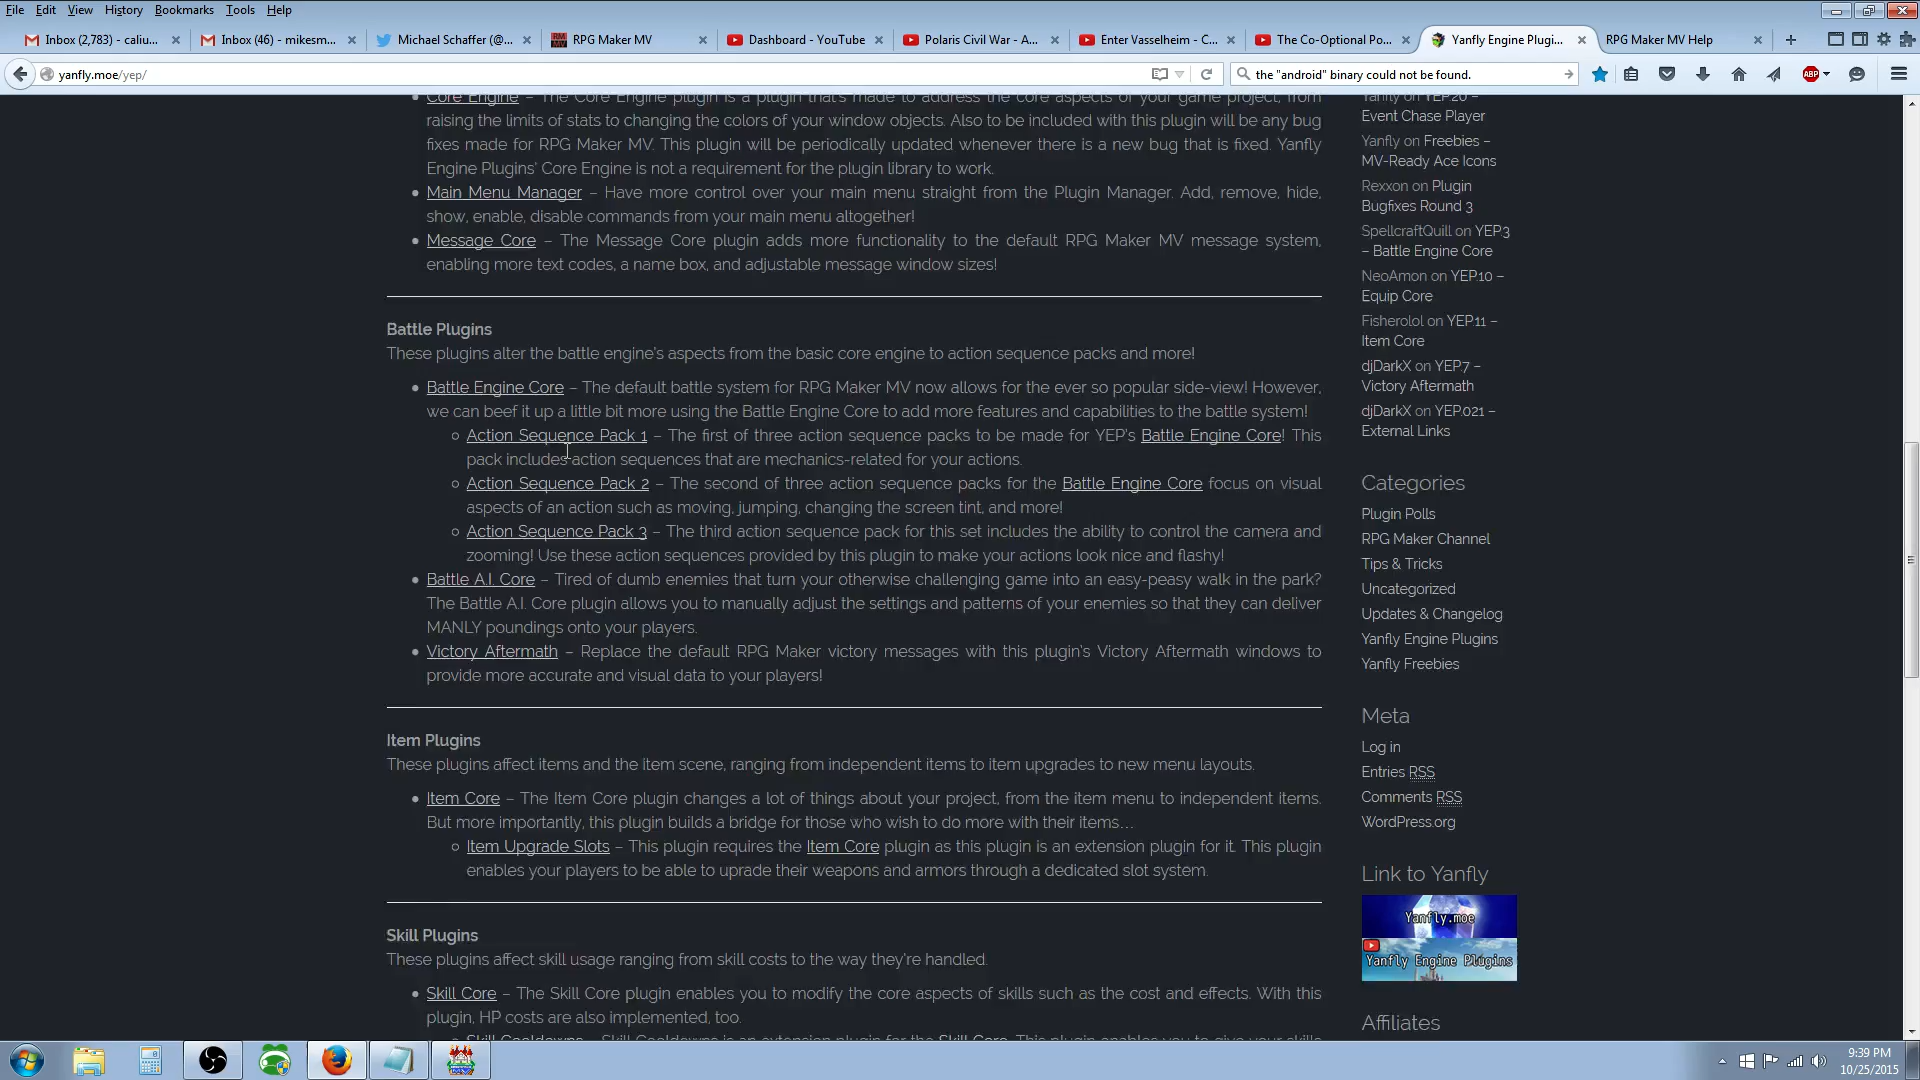 File Edit View History Bookmarks Tools Help
Inbox (2,783) - caliu...
Inbox (46) - mikesm...
Michael Schaffer (@...
RPG Maker MV
Dashboard - YouTube
Polaris Civil War - A...
Enter Vasselheim - C...
The Co-Optional Po...
Yanfly Engine Plugi...
RPG Maker MV Help
yanfly.moe/yep/
the "android" binary could not be found.
ABP
Core Engine – The Core Engine plugin is a plugin that's made to address the core aspects of your game project, from
raising the limits of stats to changing the colors of your window objects. Also to be included with this plugin will be any bug
fixes made for RPG Maker MV. This plugin will be periodically updated whenever there is a new bug that is fixed. Yanfly
Engine Plugins' Core Engine is not a requirement for the plugin library to work.
Main Menu Manager – Have more control over your main menu straight from the Plugin Manager. Add, remove, hide,
show, enable, disable commands from your main menu altogether!
Message Core – The Message Core plugin adds more functionality to the default RPG Maker MV message system,
enabling more text codes, a name box, and adjustable message window sizes!
Battle Plugins
These plugins alter the battle engine's aspects from the basic core engine to action sequence packs and more!
Battle Engine Core – The default battle system for RPG Maker MV now allows for the ever so popular side-view! However,
we can beef it up a little bit more using the Battle Engine Core to add more features and capabilities to the battle system!
Action Sequence Pack 1 – The first of three action sequence packs to be made for YEP's Battle Engine Core! This
pack includes action sequences that are mechanics-related for your actions.
Action Sequence Pack 2 – The second of three action sequence packs for the Battle Engine Core focus on visual
aspects of an action such as moving, jumping, changing the screen tint, and more!
Action Sequence Pack 3 – The third action sequence pack for this set includes the ability to control the camera and
zooming! Use these action sequences provided by this plugin to make your actions look nice and flashy!
Battle A.I. Core – Tired of dumb enemies that turn your otherwise challenging game into an easy-peasy walk in the park?
The Battle A.I. Core plugin allows you to manually adjust the settings and patterns of your enemies so that they can deliver
MANLY poundings onto your players.
Victory Aftermath – Replace the default RPG Maker victory messages with this plugin's Victory Aftermath windows to
provide more accurate and visual data to your players!
Item Plugins
These plugins affect items and the item scene, ranging from independent items to item upgrades to new menu layouts.
Item Core – The Item Core plugin changes a lot of things about your project, from the item menu to independent items.
But more importantly, this plugin builds a bridge for those who wish to do more with their items…
Item Upgrade Slots – This plugin requires the Item Core plugin as this plugin is an extension plugin for it. This plugin
enables your players to be able to uprade their weapons and armors through a dedicated slot system.
Skill Plugins
These plugins affect skill usage ranging from skill costs to the way they're handled.
Skill Core – The Skill Core plugin enables you to modify the core aspects of skills such as the cost and effects. With this
plugin, HP costs are also implemented, too.
Skill Cooldowns – Skill Cooldowns is an extension plugin for the Skill Core. This plugin enables you to give your skills
Yanfly on YEP.20 –
Event Chase Player
Yanfly on Freebies –
MV-Ready Ace Icons
Rexxon on Plugin
Bugfixes Round 3
SpellcraftQuill on YEP.3
– Battle Engine Core
NeoAmon on YEP.10 –
Equip Core
Fisherolol on YEP.11 –
Item Core
djDarkX on YEP.7 –
Victory Aftermath
djDarkX on YEP.021 –
External Links
Categories
Plugin Polls
RPG Maker Channel
Tips & Tricks
Uncategorized
Updates & Changelog
Yanfly Engine Plugins
Yanfly Freebies
Meta
Log in
Entries RSS
Comments RSS
WordPress.org
Link to Yanfly
Yanfly.moe
Yanfly Engine Plugins
Affiliates
9:39 PM
10/25/2015